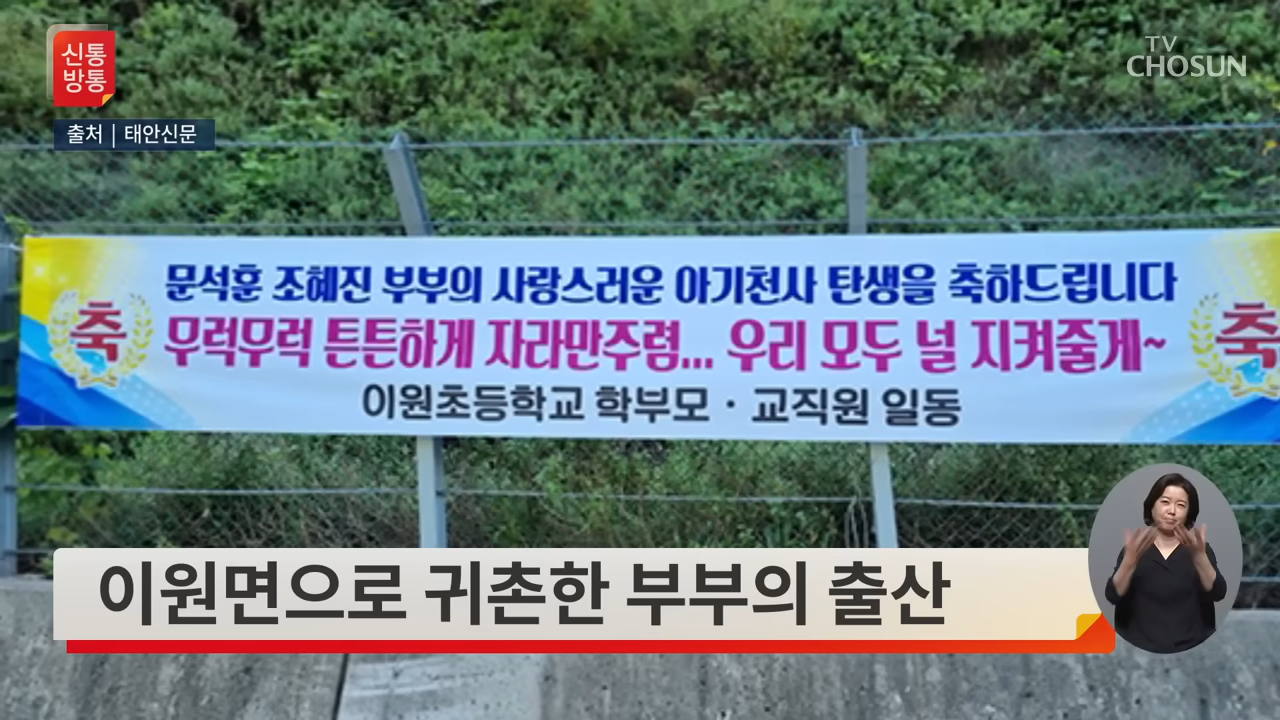 신통
방통
TV
CHOSUN
출처 | 태안신문
문석훈 조혜진 부부의 사랑스러운 아기천사 탄생을 축하드립니다
축
무럭무럭 튼튼하게 자라만주렴... 우리 모두 널 지켜줄게~
축
이원초등학교 학부모 · 교직원 일동
이원면으로 귀촌한 부부의 출산